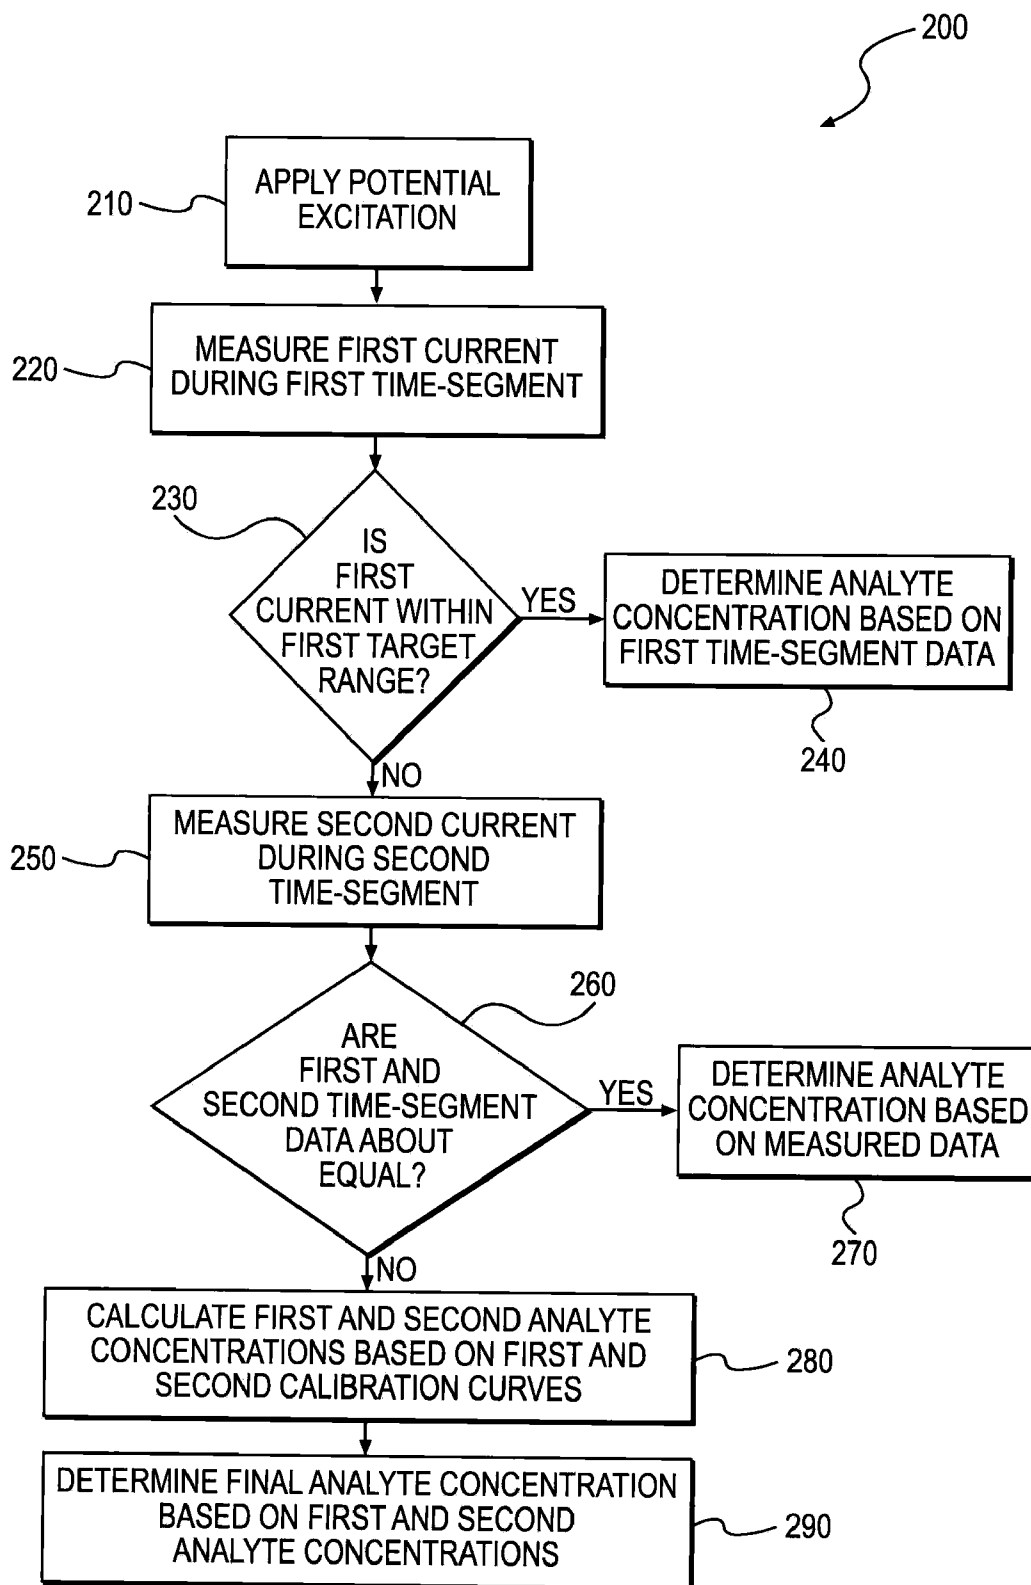 200
APPLY POTENTIAL
EXCITATION
210
MEASURE FIRST CURRENT
DURING FIRST TIME-SEGMENT
220
230
IS
FIRST
CURRENT WITHIN
FIRST TARGET
RANGE?
YES
DETERMINE ANALYTE
CONCENTRATION BASED ON
FIRST TIME-SEGMENT DATA
240
NO
MEASURE SECOND CURRENT
DURING SECOND
TIME-SEGMENT
250
260
ARE
FIRST AND
SECOND TIME-SEGMENT
DATA ABOUT
EQUAL?
YES
DETERMINE ANALYTE
CONCENTRATION BASED
ON MEASURED DATA
270
NO
CALCULATE FIRST AND SECOND ANALYTE
CONCENTRATIONS BASED ON FIRST AND
SECOND CALIBRATION CURVES
280
DETERMINE FINAL ANALYTE CONCENTRATION
BASED ON FIRST AND SECOND
ANALYTE CONCENTRATIONS
290